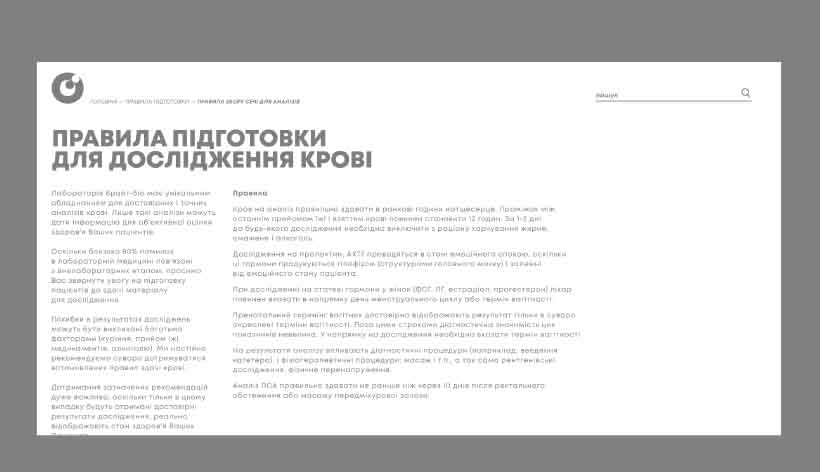 ГОЛОВНА — ПРАВИЛА ПІДГОТОВКИ — ПРАВИЛА ЗБОРУ СЕЧІ ДЛЯ АНАЛІЗІВ
пошук
ПРАВИЛА ПІДГОТОВКИ
ДЛЯ ДОСЛІДЖЕННЯ КРОВІ
Лабораторія Брайт-біо має унікальним
обладнанням для достовірних і точних
аналізів крові. Лише такі аналізи можуть
дати інформацію для об'єктивної оцінки
здоров'я Ваших пацієнтів.
Оскільки близько 80% помилок
в лабораторній медицині пов'язані
з внелабораторних етапом, просимо
Вас звернути увагу на підготовку
пацієнтів до здачі матеріалу
для дослідження.
Похибки в результатах досліджень
можуть бути викликані багатьма
факторами (куріння, прийом їжі,
медикаментів, алкоголю). Ми настійно
рекомендуємо суворо дотримуватися
встановлених правил здачі крові.
Дотримання зазначених рекомендацій
дуже важливо, оскільки тільки в цьому
випадку будуть отримані достовірні
результати дослідження, реально
відображають стан здоров'я Ваших
Правила
Кров на аналіз правильно здавати в ранкові години натщесерце. Проміжок між
останнім прийомом їжі і взяттям крові повинен становити 12 годин. За 1-2 дні
до будь-якого дослідження необхідно виключити з раціону харчування жирне,
смажене і алкоголь.
Дослідження на пролактин, АКТГ проводяться в стані емоційного спокою, оскільки
ці гормони продукуються гіпофізом (структурами головного мозку) і залежні
від емоційного стану пацієнта.
При дослідженні на статеві гормони у жінок (ФСГ, ЛГ, естрадіол, прогестерон) лікар
повинен вказати в напрямку день менструального циклу або термін вагітності.
Пренатальний скринінг вагітних достовірно відображають результат тільки в суворо
окреслені терміни вагітності. Поза цими строками діагностична значимість цих
показників невелика. У напрямку на дослідження необхідно вказати термін вагітності
На результати аналізу впливають діагностичні процедури (наприклад, введення
катетера), і фізіотерапевтичні процедури: масаж і т.п., а так само рентгенівські
дослідження, фізичне перенапруження.
Аналіз ПСА правильно здавати не раніше ніж через 10 днів після ректального
обстеження або масажу передміхурової залози.